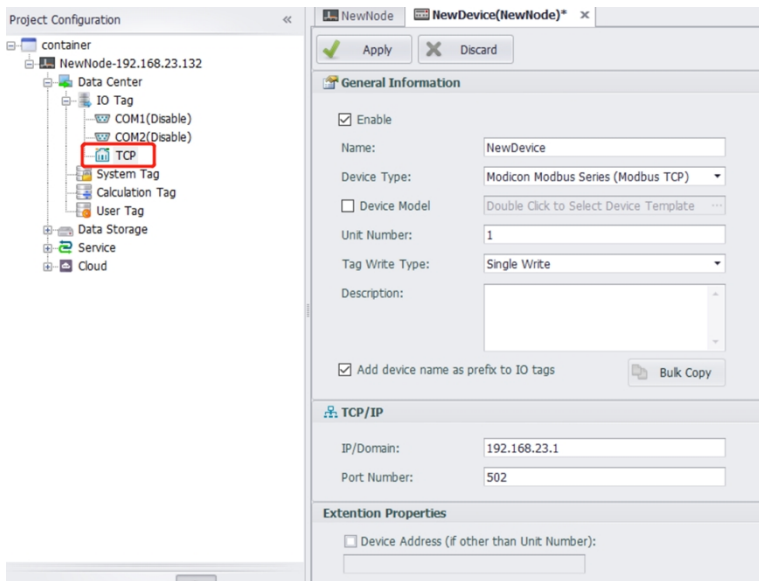 Project Configuration «
container
NewNode-192.168.23.132
Data Center
IO Tag
COM1(Disable)
COM2(Disable)
TCP
System Tag
Calculation Tag
User Tag
Data Storage
Service
Cloud
NewNode NewDevice(NewNode)* ×
Apply Discard
General Information
Enable
Name: NewDevice
Device Type: Modicon Modbus Series (Modbus TCP)
Device Model Double Click to Select Device Template ...
Unit Number: 1
Tag Write Type: Single Write
Description:
Add device name as prefix to IO tags Bulk Copy
TCP/IP
IP/Domain: 192.168.23.1
Port Number: 502
Extention Properties
Device Address (if other than Unit Number):